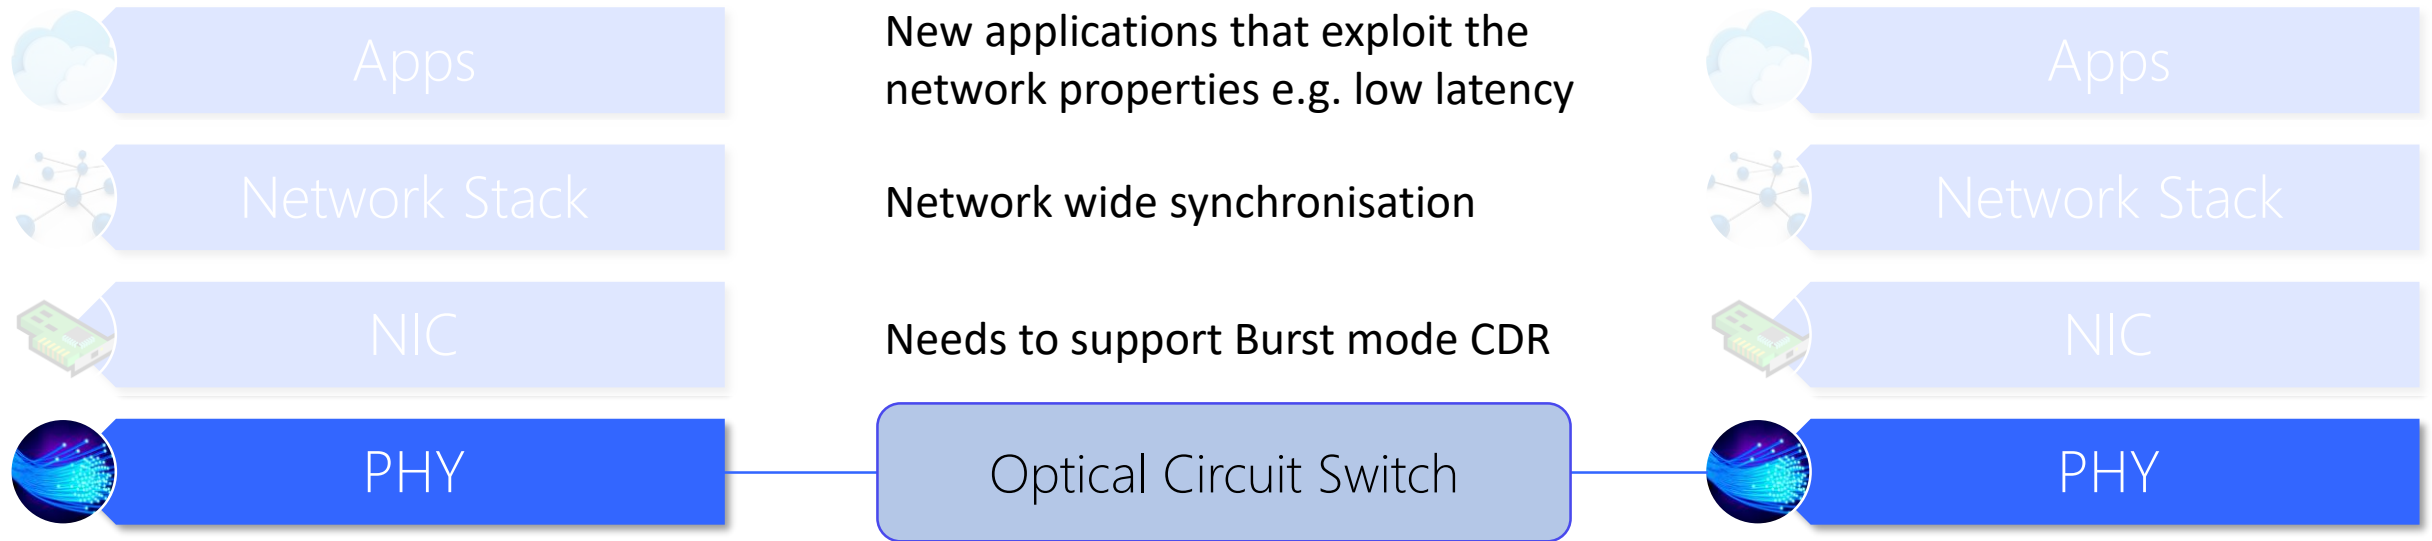 Apps
New applications that exploit the
network properties e.g. low latency
Apps
Network Stack
Network wide synchronisation
Network Stack
NIC
Needs to support Burst mode CDR
NIC
PHY
Optical Circuit Switch
PHY